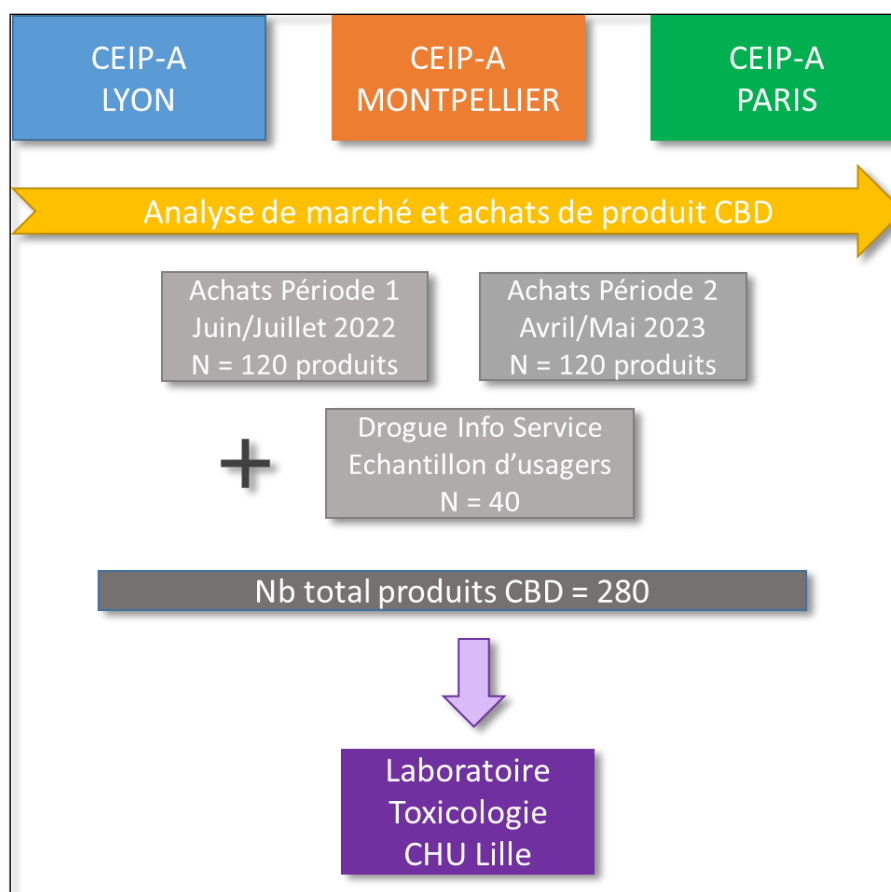 CEIP-A
LYON
CEIP-A
MONTPELLIER
CEIP-A
PARIS
Analyse de marché et achats de produit CBD
Achats Période 1
Juin/Juillet 2022
N = 120 produits
Achats Période 2
Avril/Mai 2023
N = 120 produits
+
Drogue Info Service
Echantillon d’usagers
N = 40
Nb total produits CBD = 280
Laboratoire
Toxicologie
CHU Lille